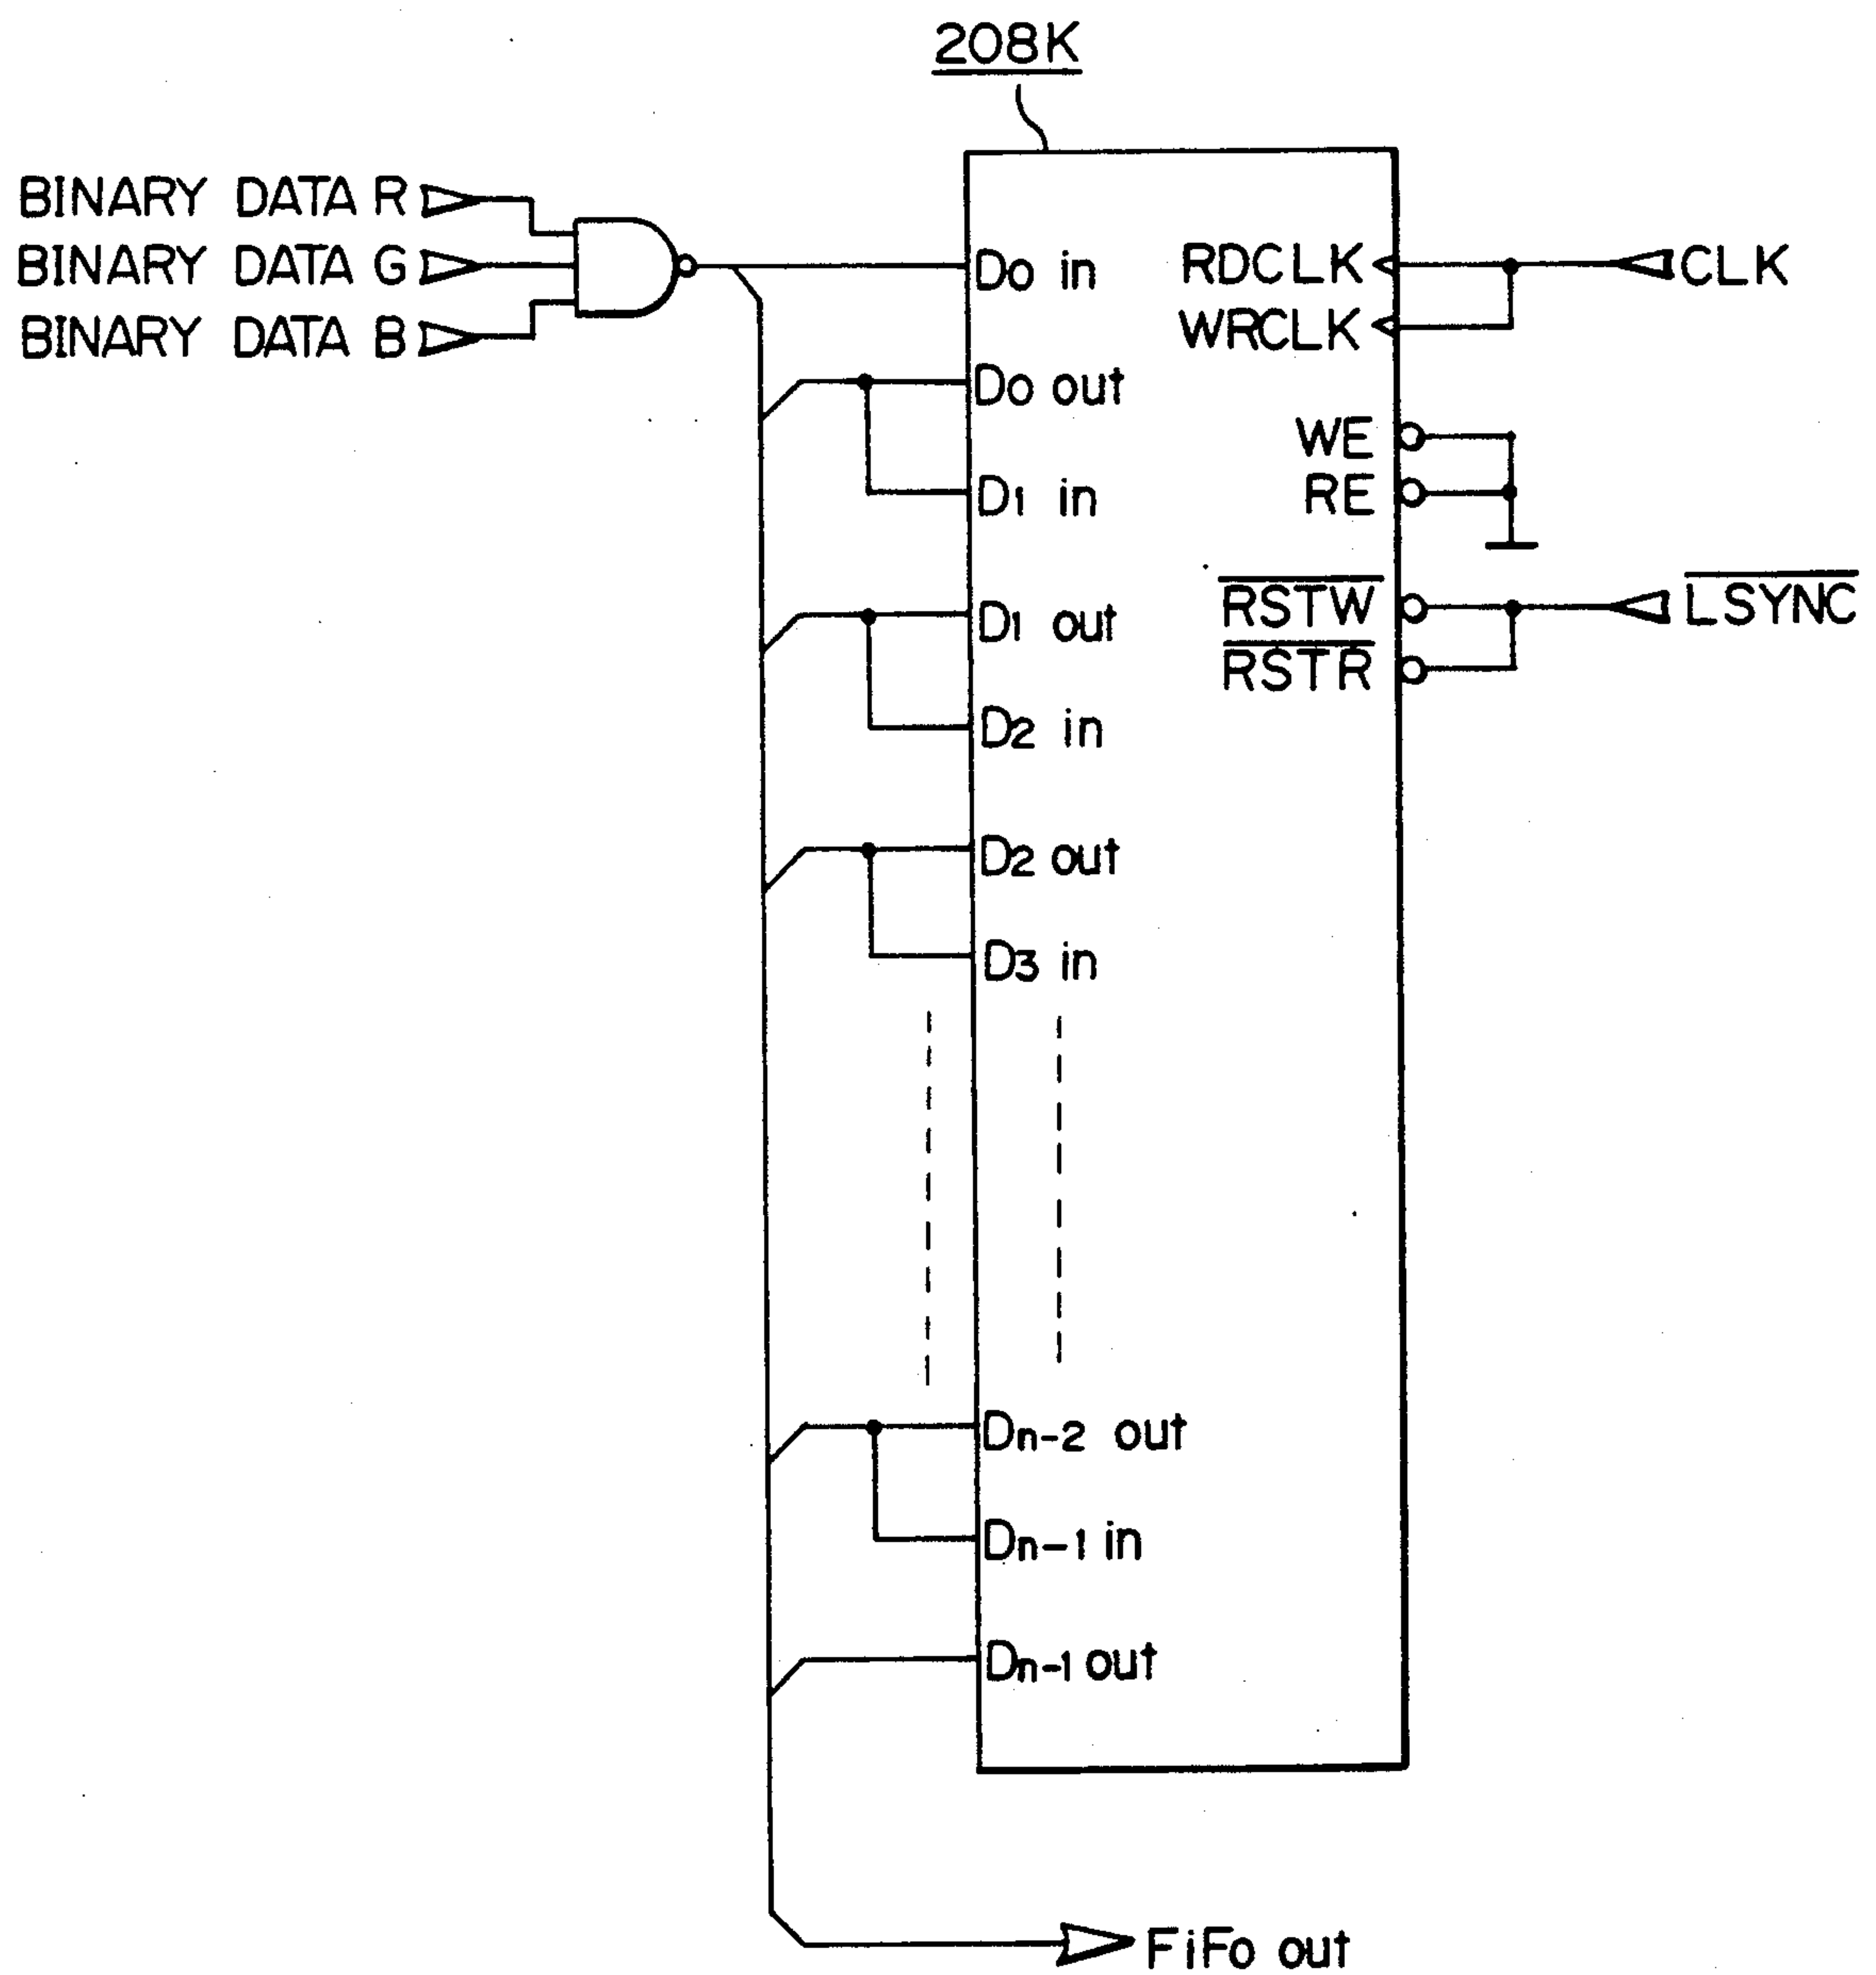 208K
BINARY DATA R
BINARY DATA G
BINARY DATA B
Do in
RDCLK
CLK
WRCLK
Do out
WE
D1 in
RE
D1 out
RSTW
LSYNC
RSTR
D2 in
D2 out
D3 in
Dn-2 out
Dn-1 in
Dn-1 out
FiFo out